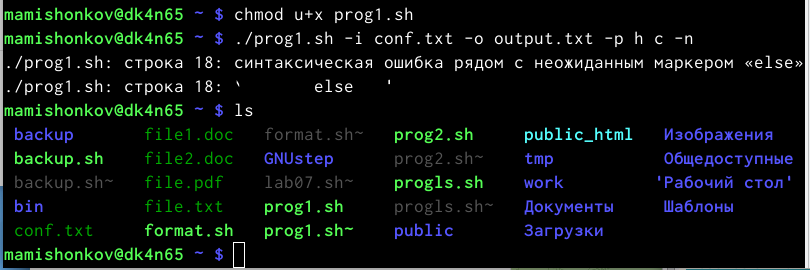 mamishonkov@dk4n65 ~ $ chmod u+x prog1.sh
mamishonkov@dk4n65 ~ $ ./prog1.sh -i conf.txt -o output.txt -p h c -n
./prog1.sh: строка 18: синтаксическая ошибка рядом с неожиданным маркером «else»
./prog1.sh: строка 18: `       else   '
mamishonkov@dk4n65 ~ $ ls
backup file1.doc format.sh~ prog2.sh public_html Изображения
backup.sh file2.doc GNUstep prog2.sh~ tmp Общедоступные
backup.sh~ file.pdf lab07.sh~ progls.sh work 'Рабочий стол'
bin file.txt prog1.sh progls.sh~ Документы Шаблоны
conf.txt format.sh prog1.sh~ public Загрузки
mamishonkov@dk4n65 ~ $